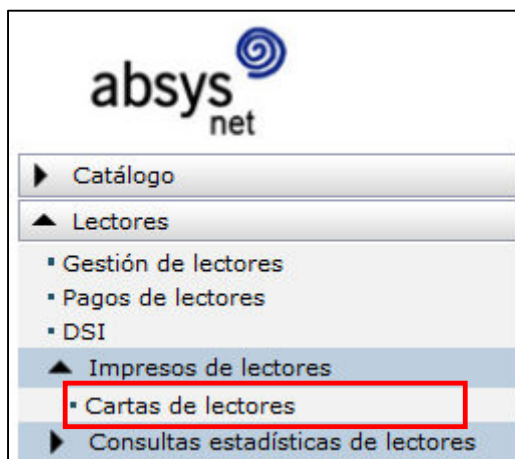 absys
net
Catálogo
Lectores
Gestión de lectores
Pagos de lectores
DSI
Impresos de lectores
Cartas de lectores
Consultas estadísticas de lectores